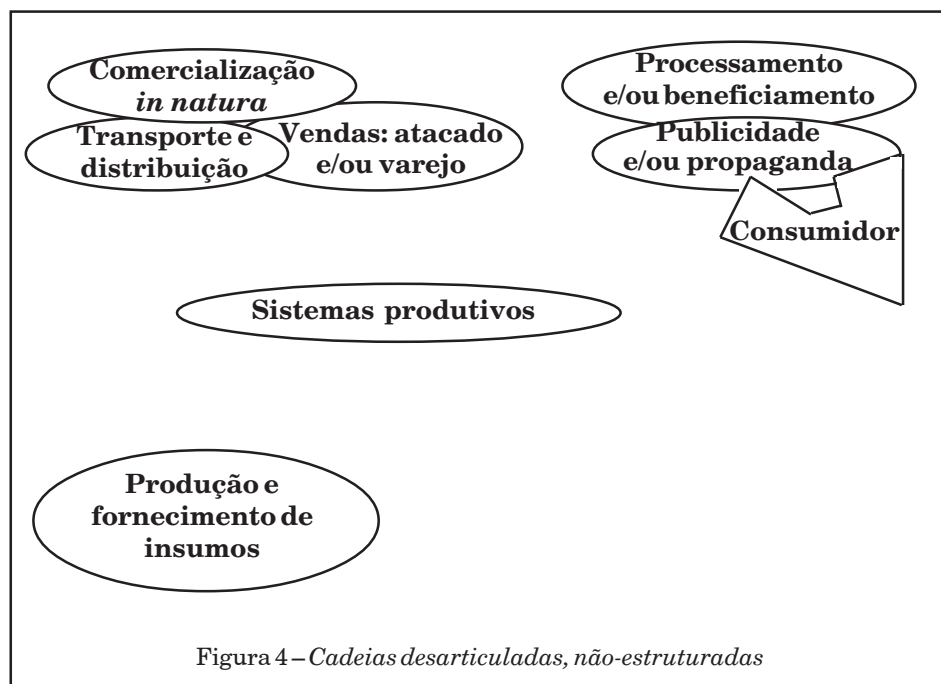 Comercialização
in natura
Transporte e
distribuição
Vendas: atacado
e/ou varejo
Processamento
e/ou beneficiamento
Publicidade
e/ou propaganda
Consumidor
Sistemas produtivos
Produção e
fornecimento de
insumos
Figura 4 – Cadeias desarticuladas, não-estruturadas